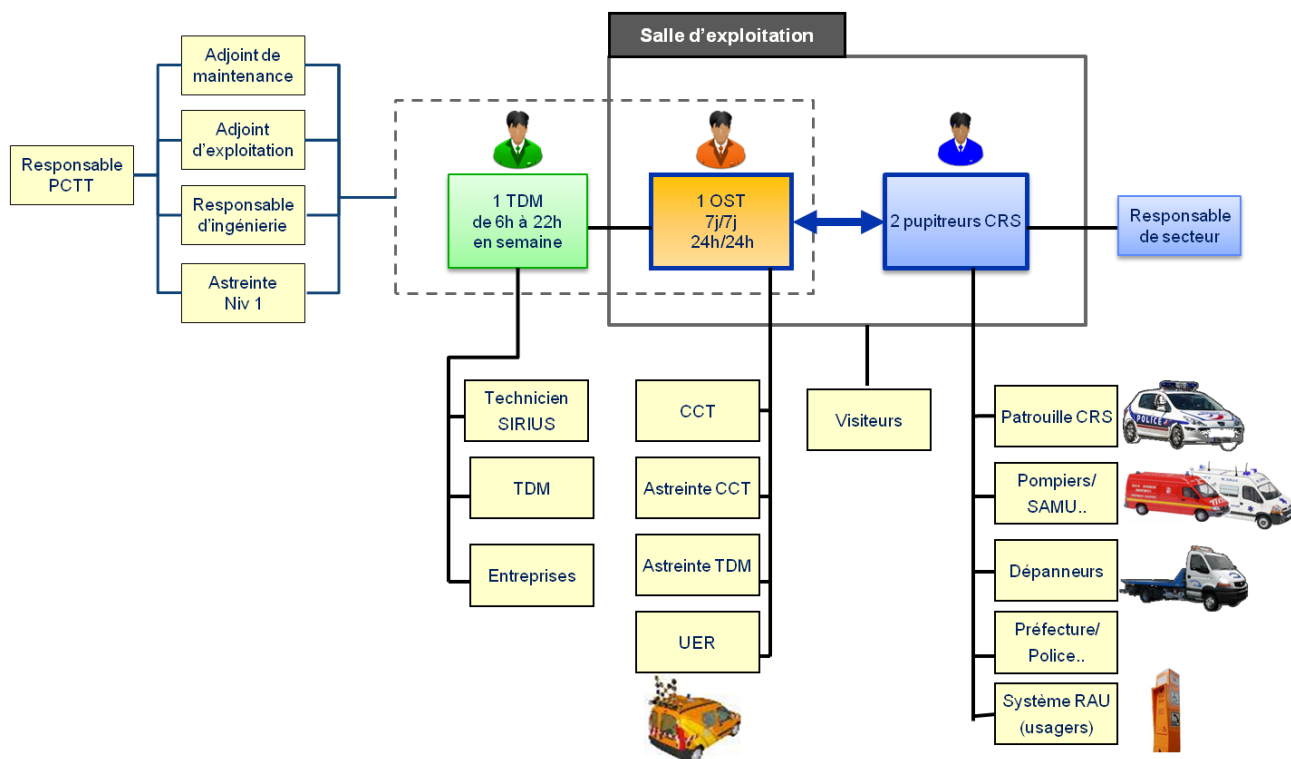 Salle d'exploitation
Adjoint de
maintenance
Adjoint
d'exploitation
Responsable
PCTT
Responsable
d'ingénierie
Astreinte
Niv 1
1 TDM
de 6h à 22h
en semaine
1 OST
7j/7j
24h/24h
2 pupitreurs CRS
Responsable
de secteur
Technicien
SIRIUS
TDM
Entreprises
CCT
Astreinte CCT
Astreinte TDM
UER
Visiteurs
Patrouille CRS
POLICE
Pompiers/
SAMU..
Dépanneurs
Préfecture/
Police..
Système RAU
(usagers)